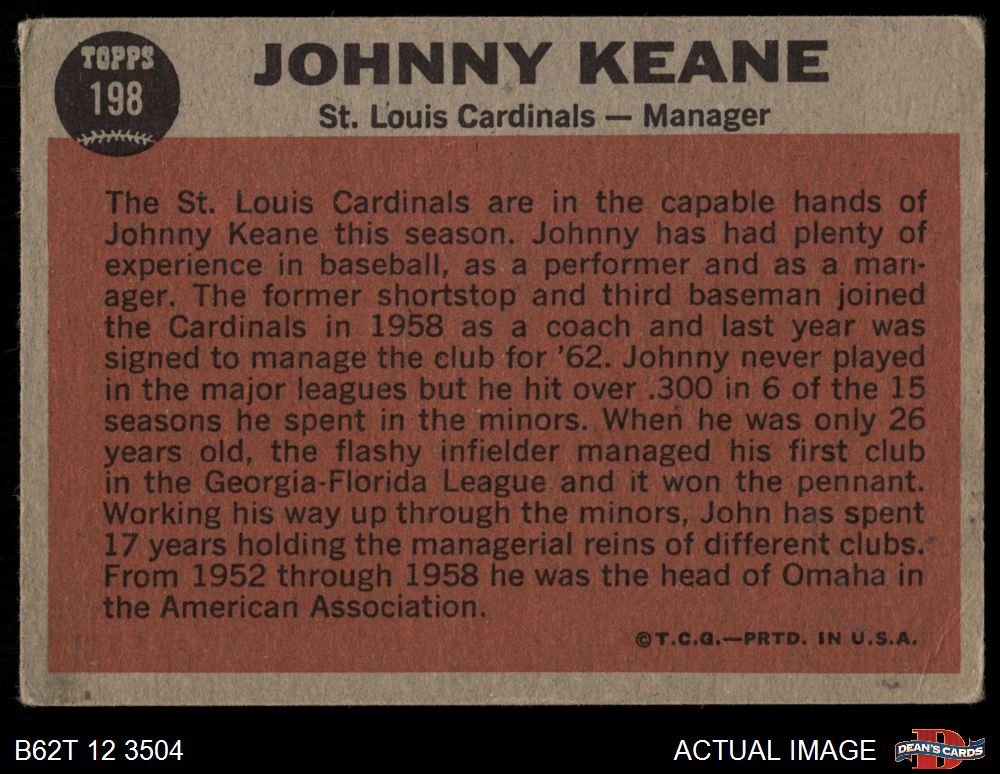 TOPPS
198
JOHNNY KEANE
St. Louis Cardinals — Manager
The St. Louis Cardinals are in the capable hands of
Johnny Keane this season. Johnny has had plenty of
experience in baseball, as a performer and as a man-
ager. The former shortstop and third baseman joined
the Cardinals in 1958 as a coach and last year was
signed to manage the club for '62. Johnny never played
in the major leagues but he hit over .300 in 6 of the 15
seasons he spent in the minors. When he was only 26
years old, the flashy infielder managed his first club
in the Georgia-Florida League and it won the pennant.
Working his way up through the minors, John has spent
17 years holding the managerial reins of different clubs.
From 1952 through 1958 he was the head of Omaha in
the American Association.
©T.C.G.—PRTD. IN U.S.A.
B62T 12 3504
ACTUAL IMAGE
D
DEAN'S CARDS